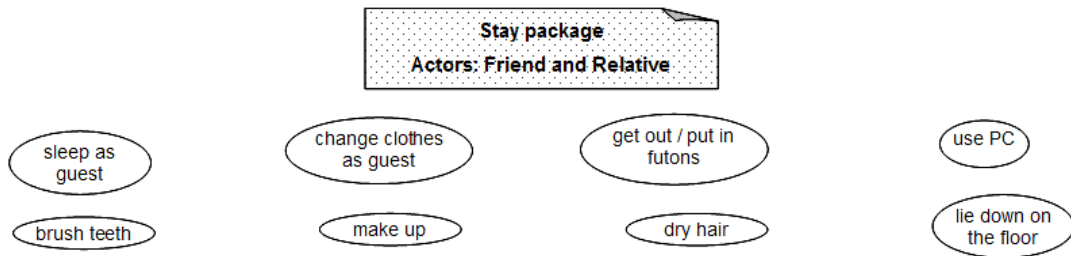 Stay package
Actors: Friend and Relative
sleep as
guest
change clothes
as guest
get out / put in
futons
use PC
brush teeth
make up
dry hair
lie down on
the floor